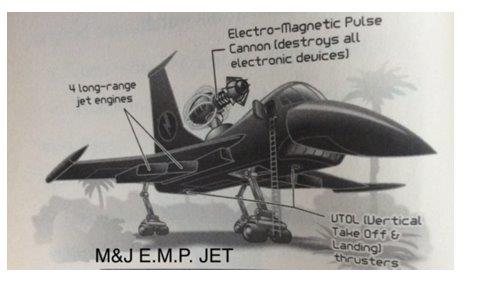 Electro-Magnetic Pulse
Cannon (destroys all
electronic devices)
4 long-range
jet engines
UTOL (Vertical
Take Off &
Landing)
thrusters
M&J E.M.P. JET